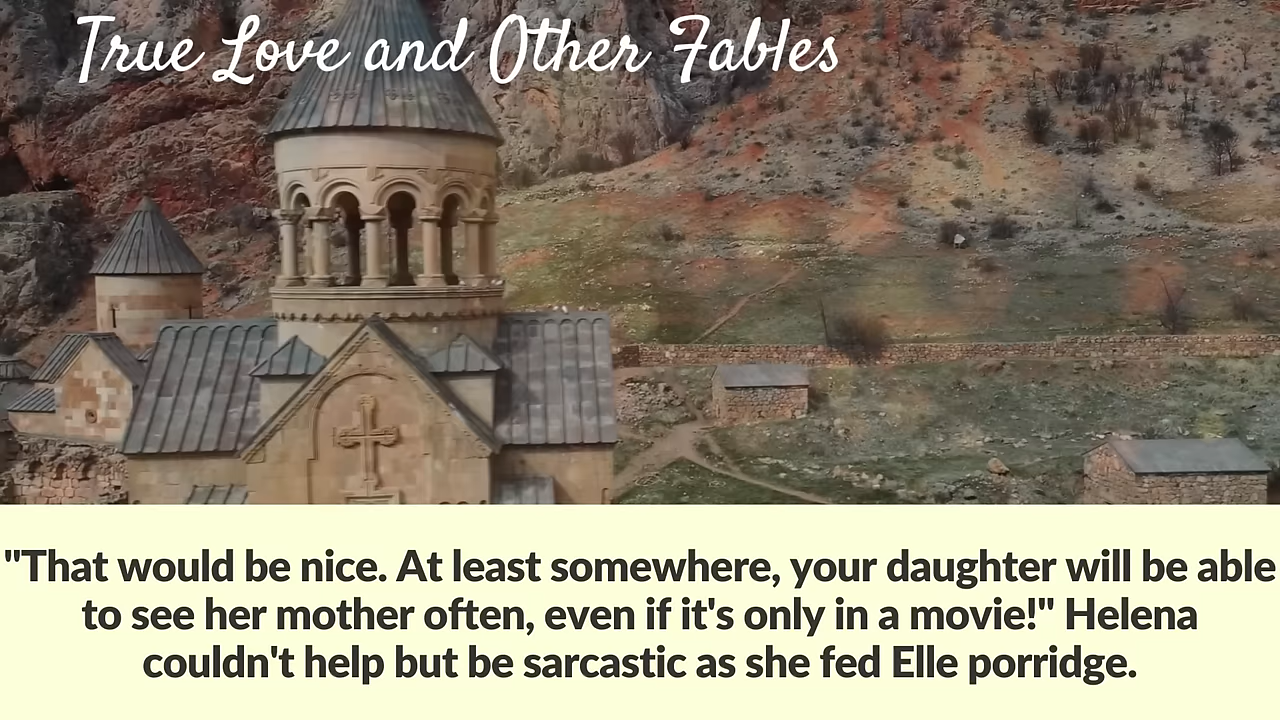 True Love and Other Fables
"That would be nice. At least somewhere, your daughter will be able
to see her mother often, even if it's only in a movie!" Helena
couldn't help but be sarcastic as she fed Elle porridge.